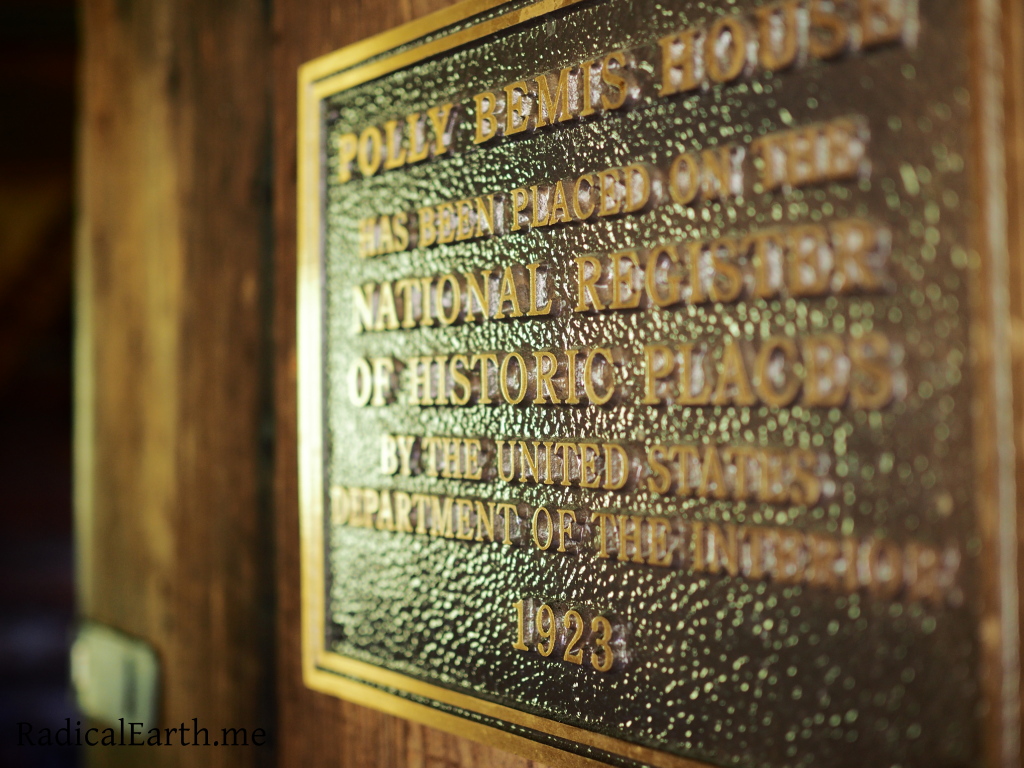 POLLY BEMIS HOUSE
HAS BEEN PLACED ON THE
NATIONAL REGISTER
OF HISTORIC PLACES
BY THE UNITED STATES
DEPARTMENT OF THE INTERIOR
1923
RadicalEarth.me